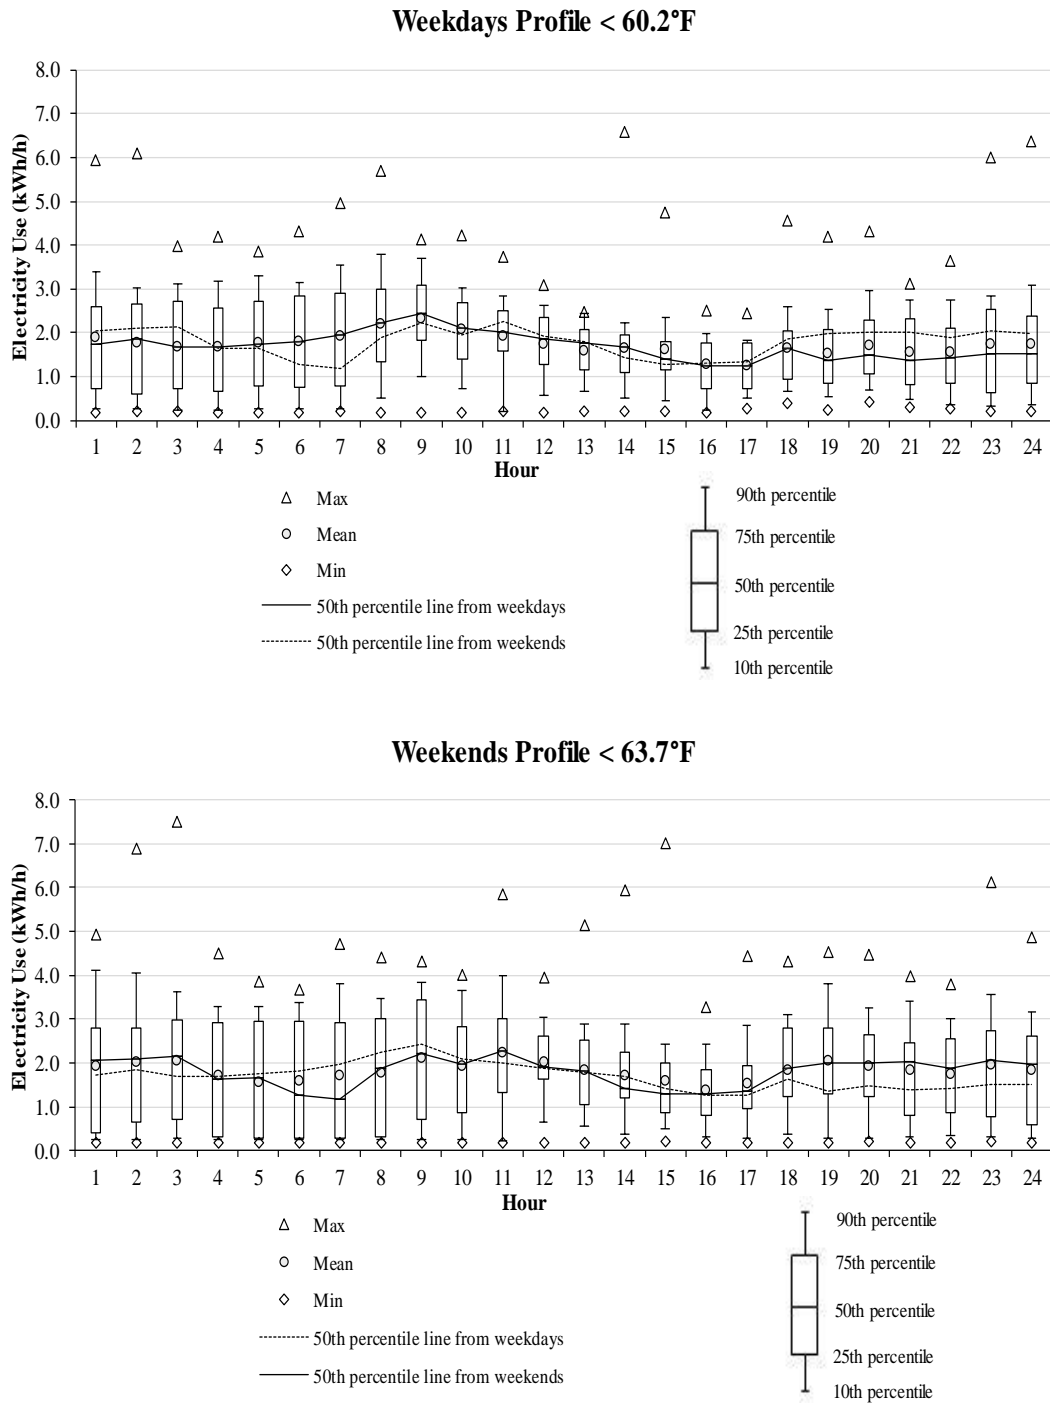 Weekdays Profile < 60.2°F
Electricity Use (kWh/h)
8.0
7.0
6.0
5.0
4.0
3.0
2.0
1.0
0.0
1 2 3 4 5 6 7 8 9 10 11 12 13 14 15 16 17 18 19 20 21 22 23 24
Hour
Max
Mean
Min
50th percentile line from weekdays
50th percentile line from weekends
90th percentile
75th percentile
50th percentile
25th percentile
10th percentile
Weekends Profile < 63.7°F
Electricity Use (kWh/h)
8.0
7.0
6.0
5.0
4.0
3.0
2.0
1.0
0.0
1 2 3 4 5 6 7 8 9 10 11 12 13 14 15 16 17 18 19 20 21 22 23 24
Hour
Max
Mean
Min
50th percentile line from weekdays
50th percentile line from weekends
90th percentile
75th percentile
50th percentile
25th percentile
10th percentile